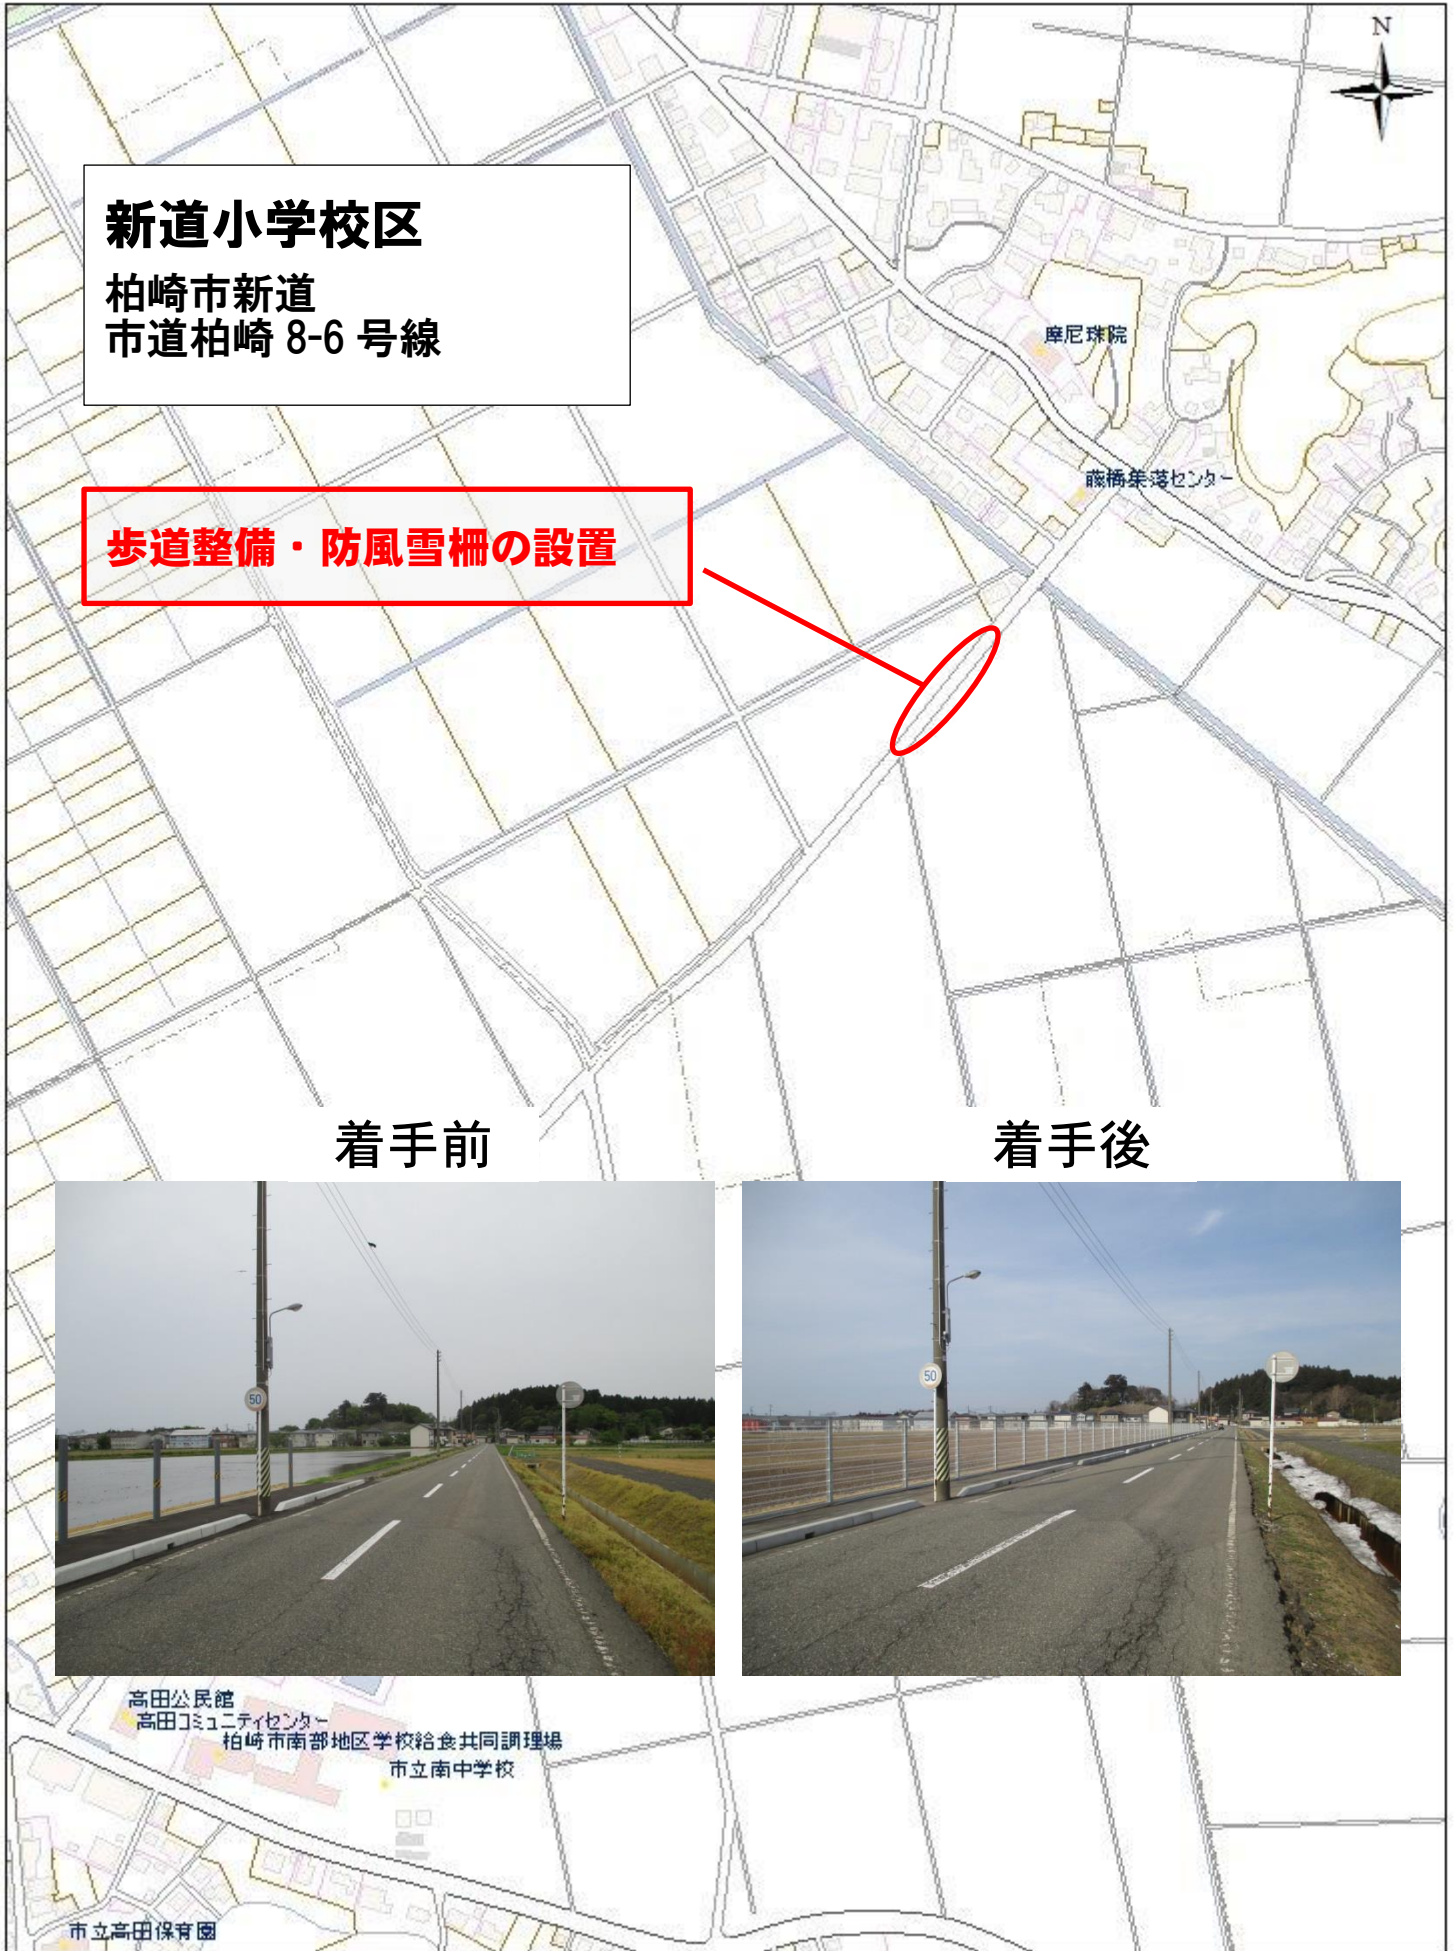 N
新道小学校区
柏崎市新道
市道柏崎 8-6 号線
摩尼珠院
藤橋集落センター
歩道整備・防風雪柵の設置
着手前
着手後
50
50
高田公民館
高田コミュニティセンター
柏崎市南部地区学校給食共同調理場
市立南中学校
市立高田保育園